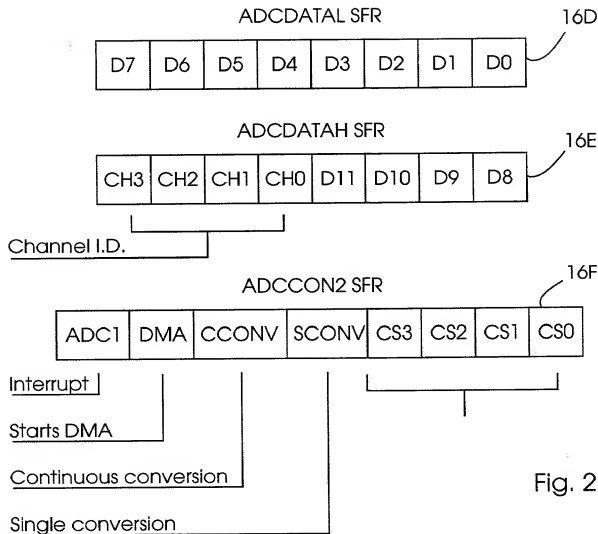 ADCDATAL SFR
16D
D7 D6 D5 D4 D3 D2 D1 D0
ADCDATAH SFR
16E
CH3 CH2 CH1 CH0 D11 D10 D9 D8
Channel I.D.
ADCCON2 SFR
16F
ADC1 DMA CCONV SCONV CS3 CS2 CS1 CS0
Interrupt
Starts DMA
Continuous conversion
Fig. 2
Single conversion